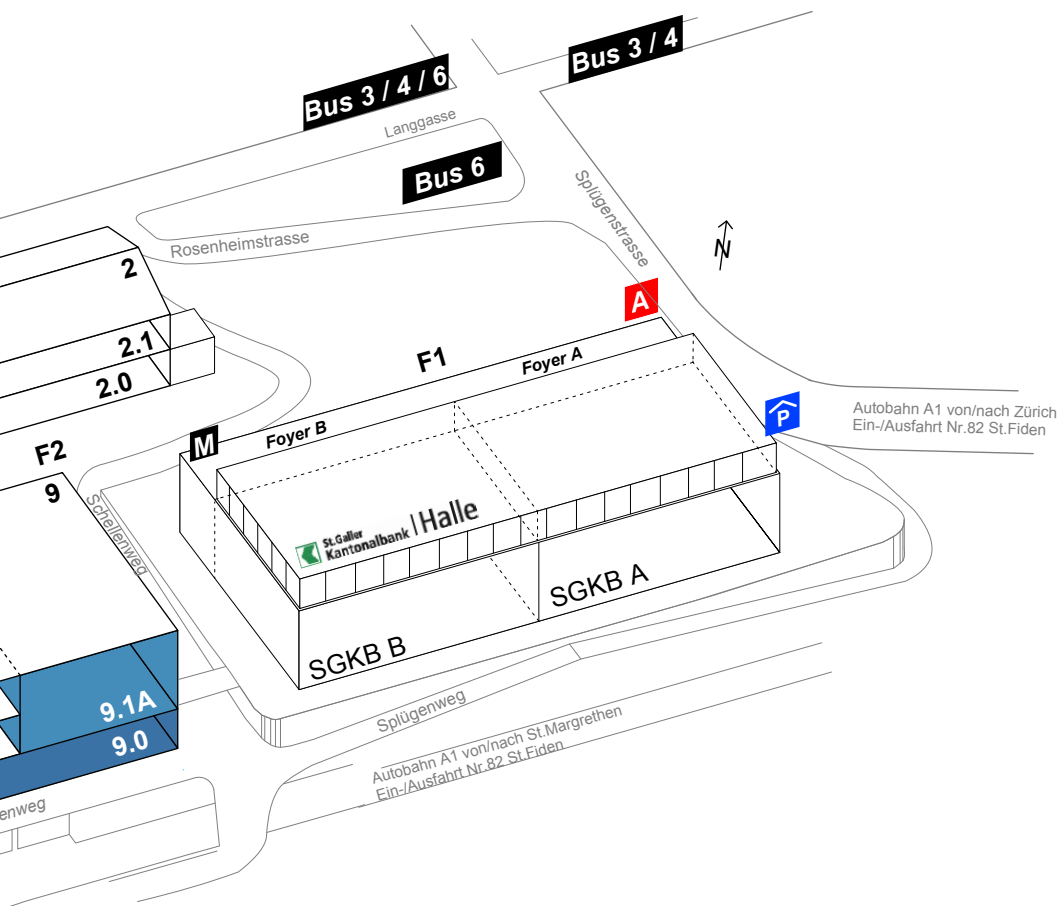 Bus 3 / 4
Bus 3 / 4 / 6
Langgasse
Bus 6
Splügenstrasse
Rosenheimstrasse
N
2
A
2.1
F1
Foyer A
2.0
P
Autobahn A1 von/nach Zürich
Ein-/Ausfahrt Nr.82 St.Fiden
M
Foyer B
F2
9
Schellenweg
St.Galler
Kantonalbank | Halle
SGKB A
SGKB B
9.1A
Splügenweg
9.0
Autobahn A1 von/nach St.Margrethen
Ein-/Ausfahrt Nr.82 St.Fiden
enweg